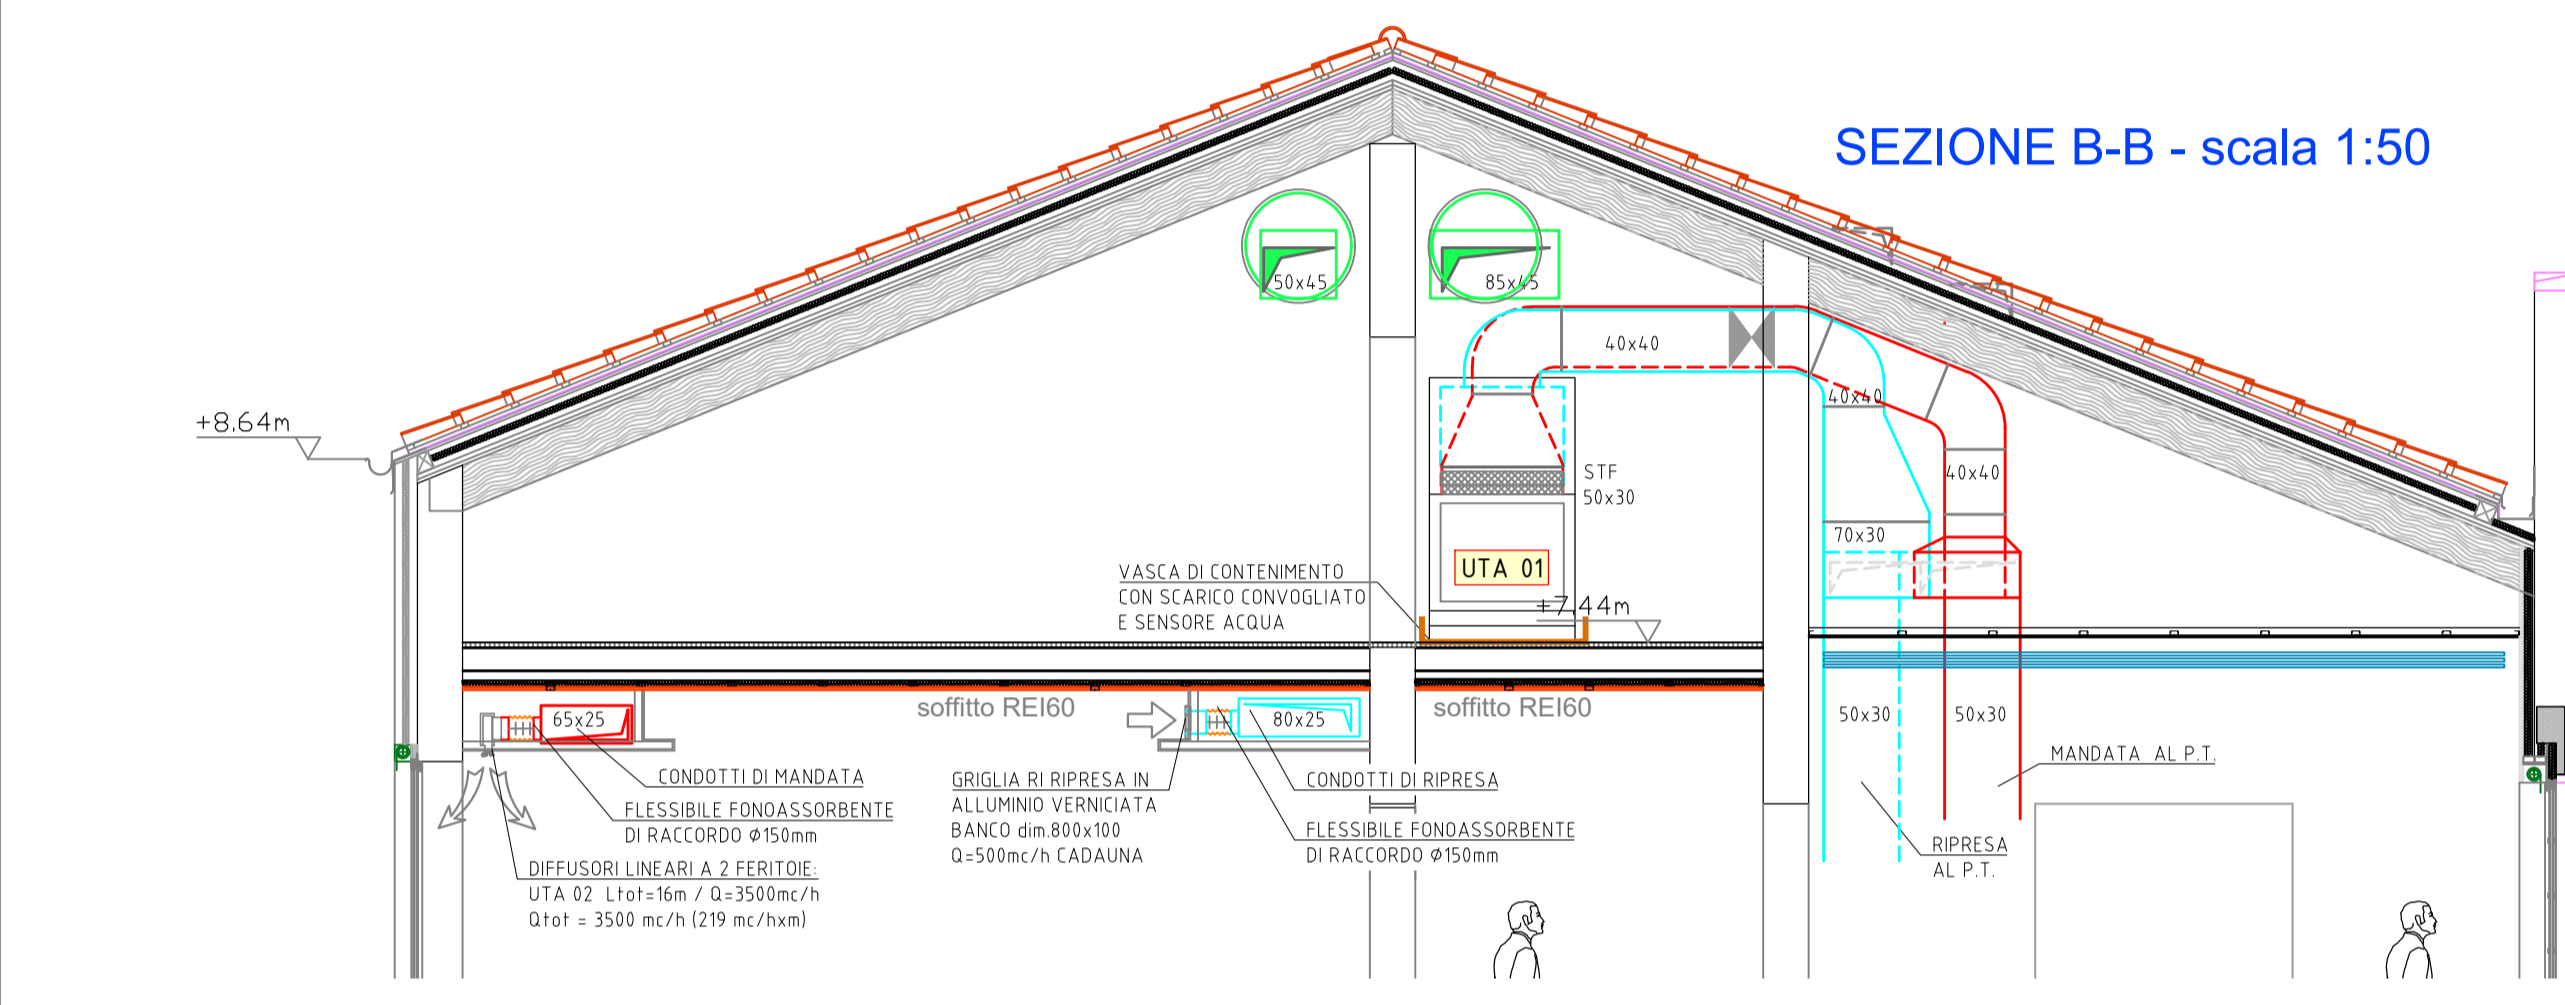 SEZIONE B-B - scala 1:50
50x45
85x45
40x40
40x40
+8.64m
40x40
STF
50x30
70x30
UTA 01
VASCA DI CONTENIMENTO
CON SCARICO CONVOGLIATO
E SENSORE ACQUA
+7.44m
soffitto REI60
soffitto REI60
65x25
80x25
50x30
50x30
MANDATA AL P.T.
CONDOTTI DI MANDATA
FLESSIBILE FONOASSORBENTE
DI RACCORDO Ø150mm
DIFFUSORI LINEARI A 2 FERITOIE:
UTA 02 Ltot=16m / Q=3500mc/h
Qtot = 3500 mc/h (219 mc/hxm)
GRIGLIA RI RIPRESA IN
ALLUMINIO VERNICIATA
BANCO dim.800x100
Q=500mc/h CADAUNA
CONDOTTI DI RIPRESA
FLESSIBILE FONOASSORBENTE
DI RACCORDO Ø150mm
RIPRESA
AL P.T.